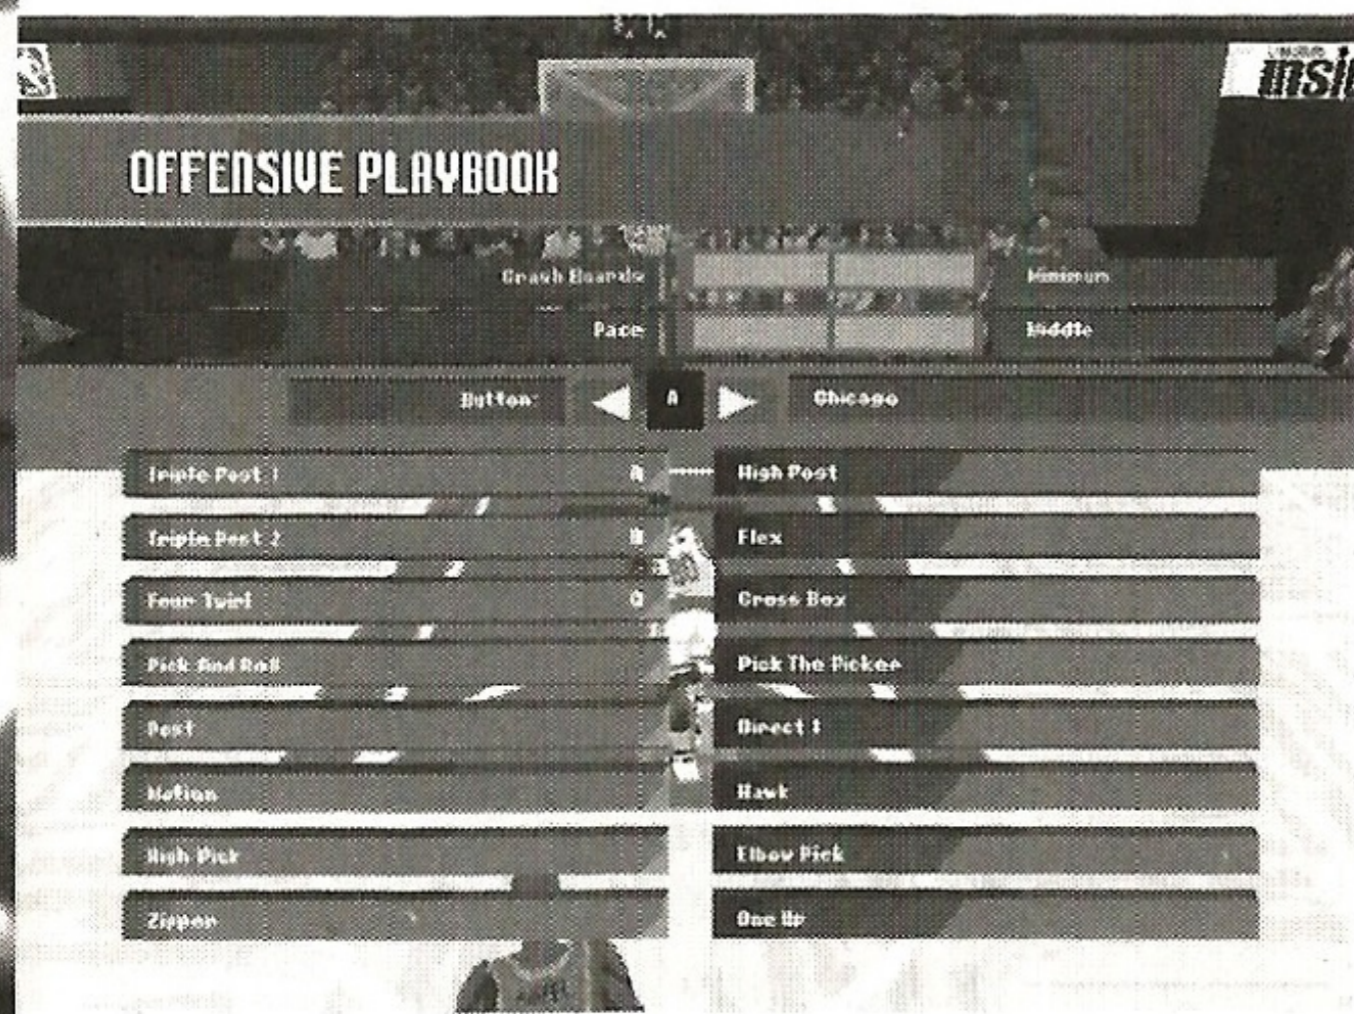 insi
OFFENSIVE PLAYBOOK
Crash Boards Minimum
Pace Middle
Button: A Chicago
Triple Post 1 A High Post
Triple Post 2 B Flex
Four Twirl C Cross Box
Pick And Roll Pick The Picker
Post Direct 1
Motion Hawk
High Pick Elbow Pick
Zipper One Up